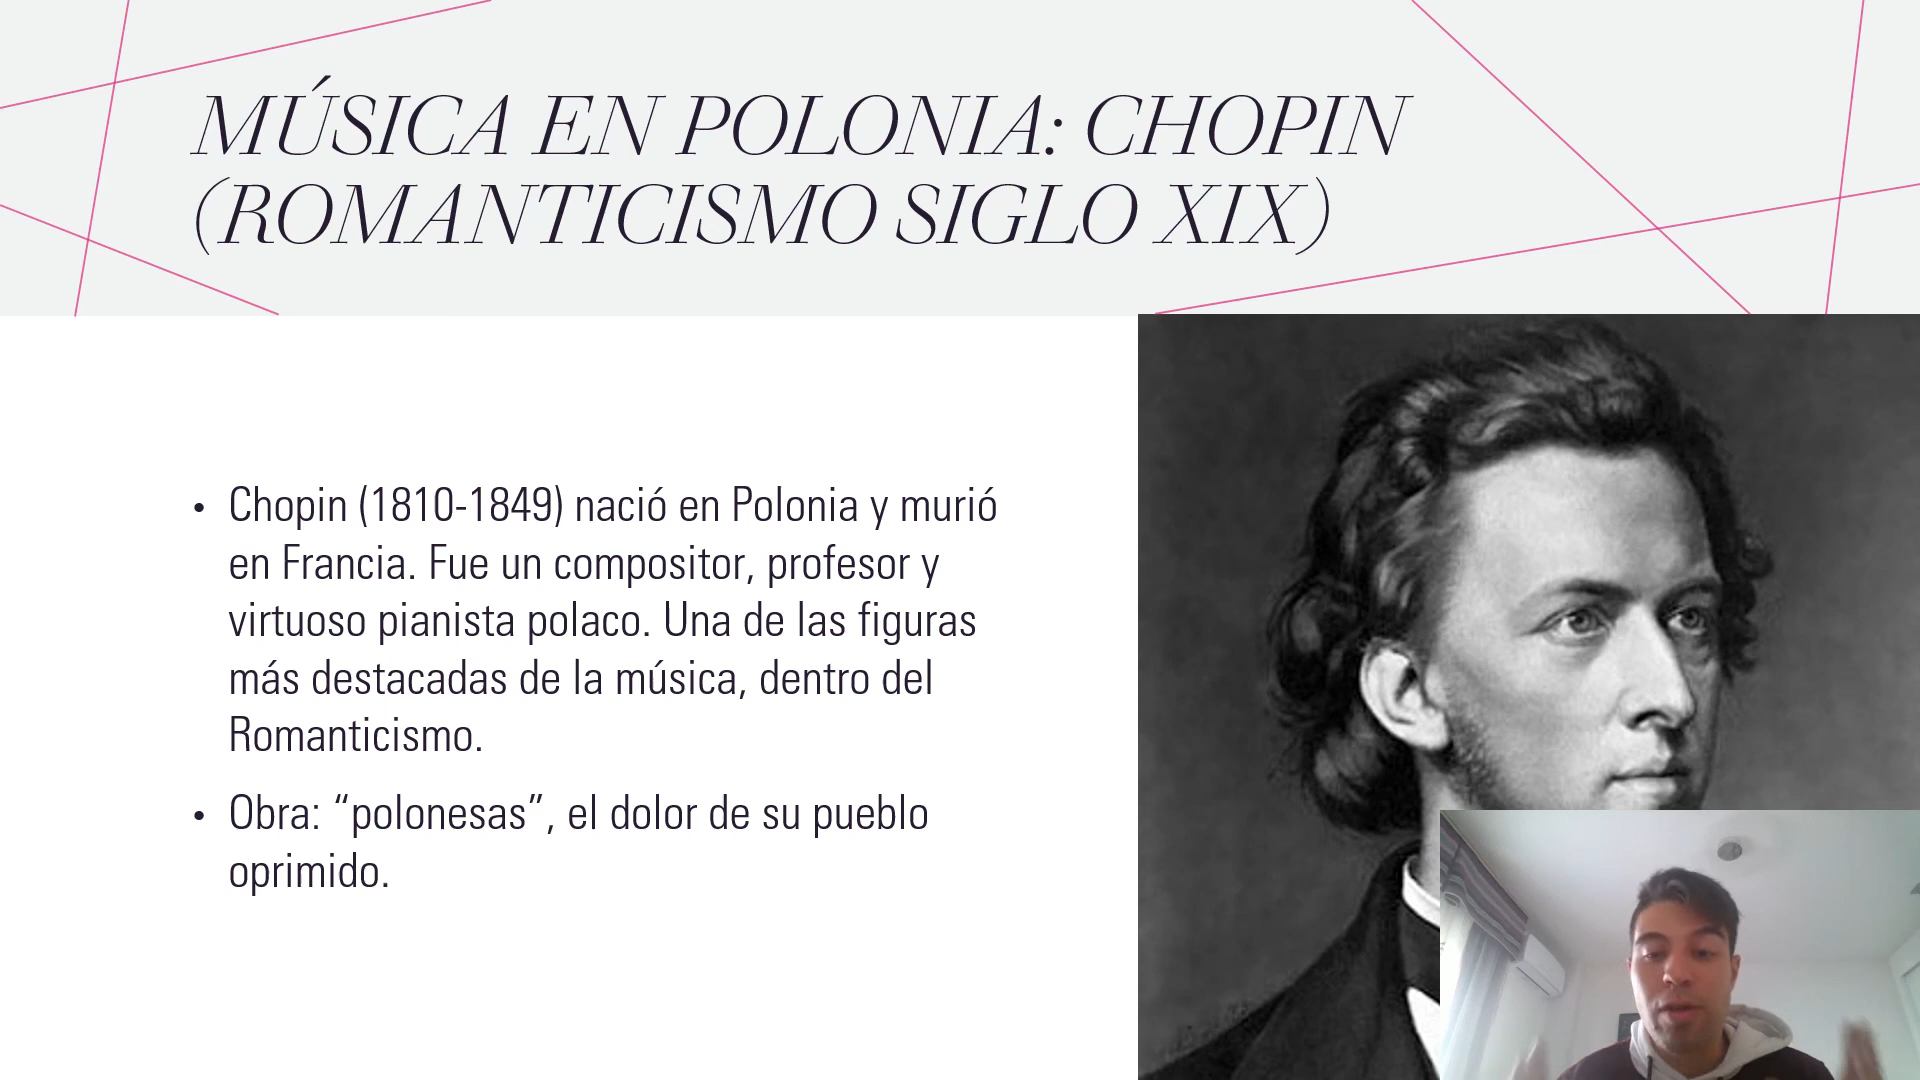 MÚSICA EN POLONIA: CHOPIN
(ROMANTICISMO SIGLO XIX)
• Chopin (1810-1849) nació en Polonia y murió
en Francia. Fue un compositor, profesor y
virtuoso pianista polaco. Una de las figuras
más destacadas de la música, dentro del
Romanticismo.
• Obra: “polonesas”, el dolor de su pueblo
oprimido.